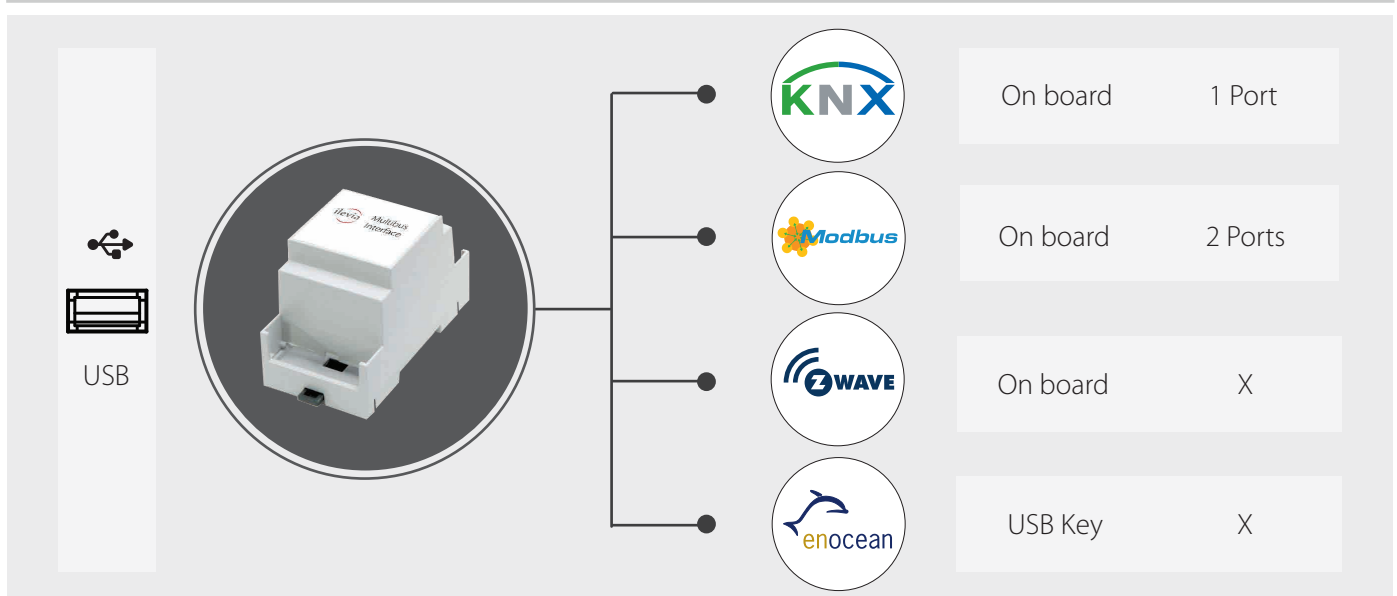 USB
ilevia
Multibus
Interface
KNX
On board 1 Port
Modbus
On board 2 Ports
Z WAVE
On board X
enocean
USB Key X